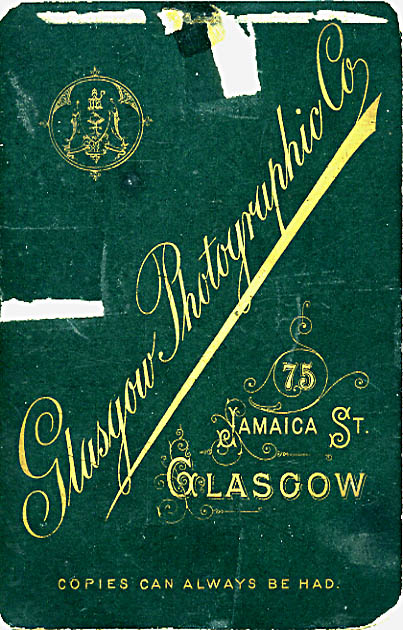 Glasgow Photographic Co
75
JAMAICA ST.
GLASGOW
COPIES CAN ALWAYS BE HAD.